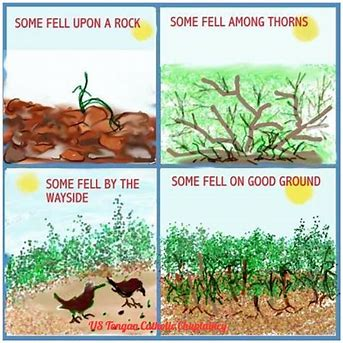 SOME FELL UPON A ROCK
SOME FELL AMONG THORNS
SOME FELL BY THE
WAYSIDE
SOME FELL ON GOOD GROUND
US Tongan Catholic Chaplaincy